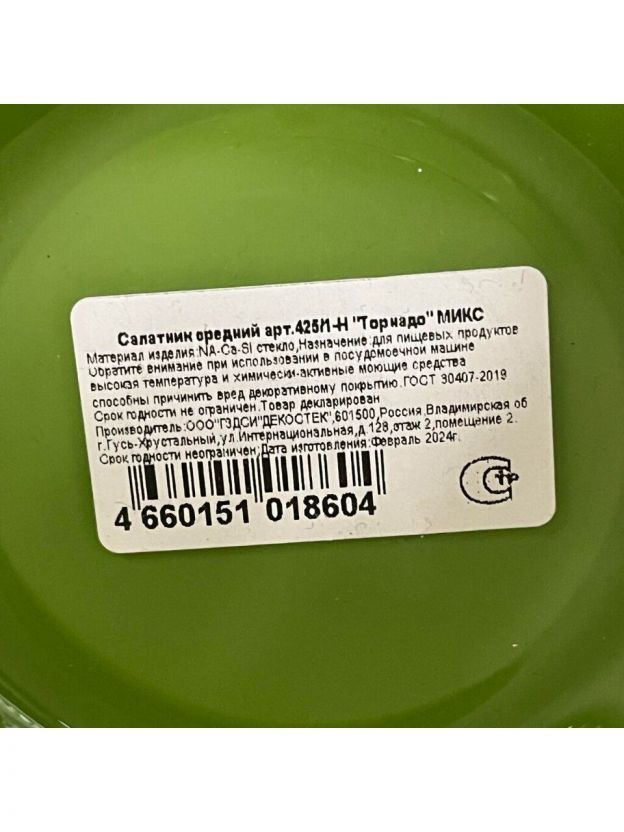 Салатник средний арт.425/1-Н "Торнадо" МИКС
Материал изделия:NA-Ca-SI стекло,Назначение:для пищевых продуктов
Обратите внимание при использовании в посудомоечной машине
высокая температура и химически-активные моющие средства
способны причинить вред декоративному покрытию.ГОСТ 30407-2019
Срок годности не ограничен.Товар декларирован
Производитель:ООО"ГЗДСИ"ДЕКОСТЕК",601500,Россия,Владимирская об
г.Гусь-Хрустальный,ул.Интернациональная,д.128,этаж 2,помещение 2.
Срок годности неограничен;Дата изготовления:Февраль 2024г.
4 660151 018604